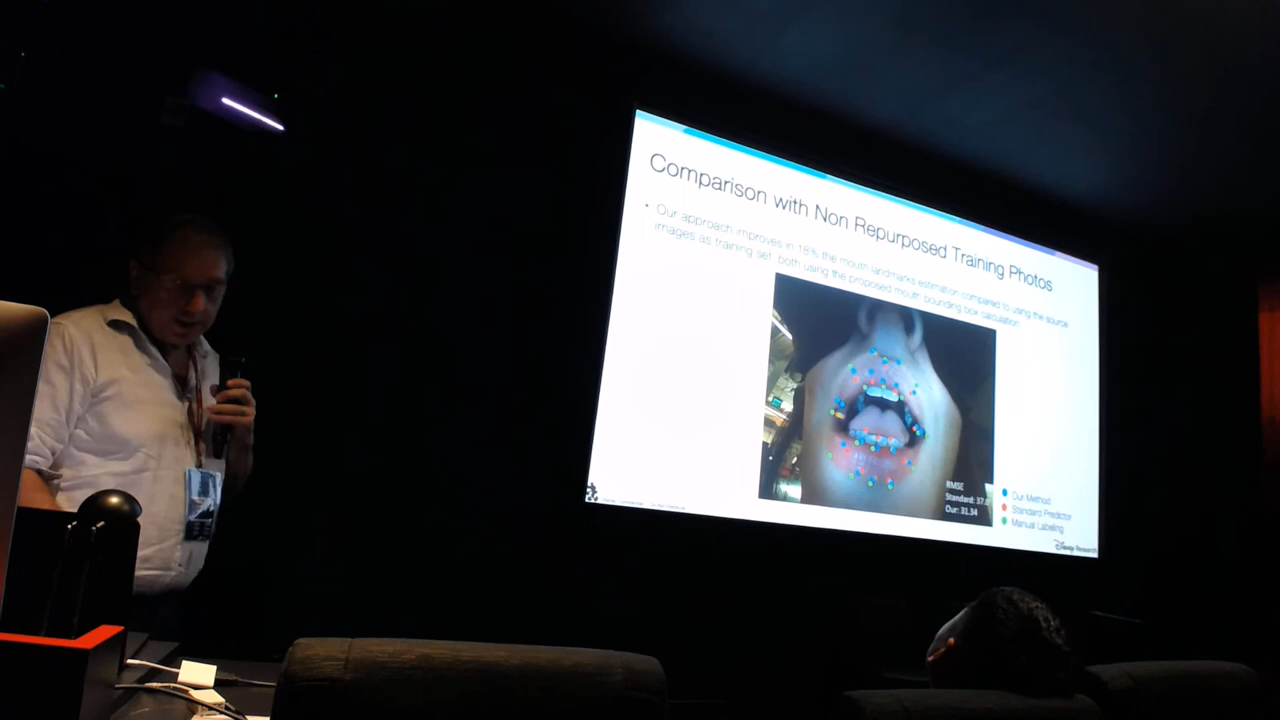 Comparison with Non Repurposed Training Photos
• Our approach improves in 18% the mouth landmarks estimation compared to using the source
images as training set, both using the proposed mouth bounding box calculation
RMSE
Standard: 37.
Our: 31.34
Our Method
Standard Predictor
Manual Labeling
Disney Research